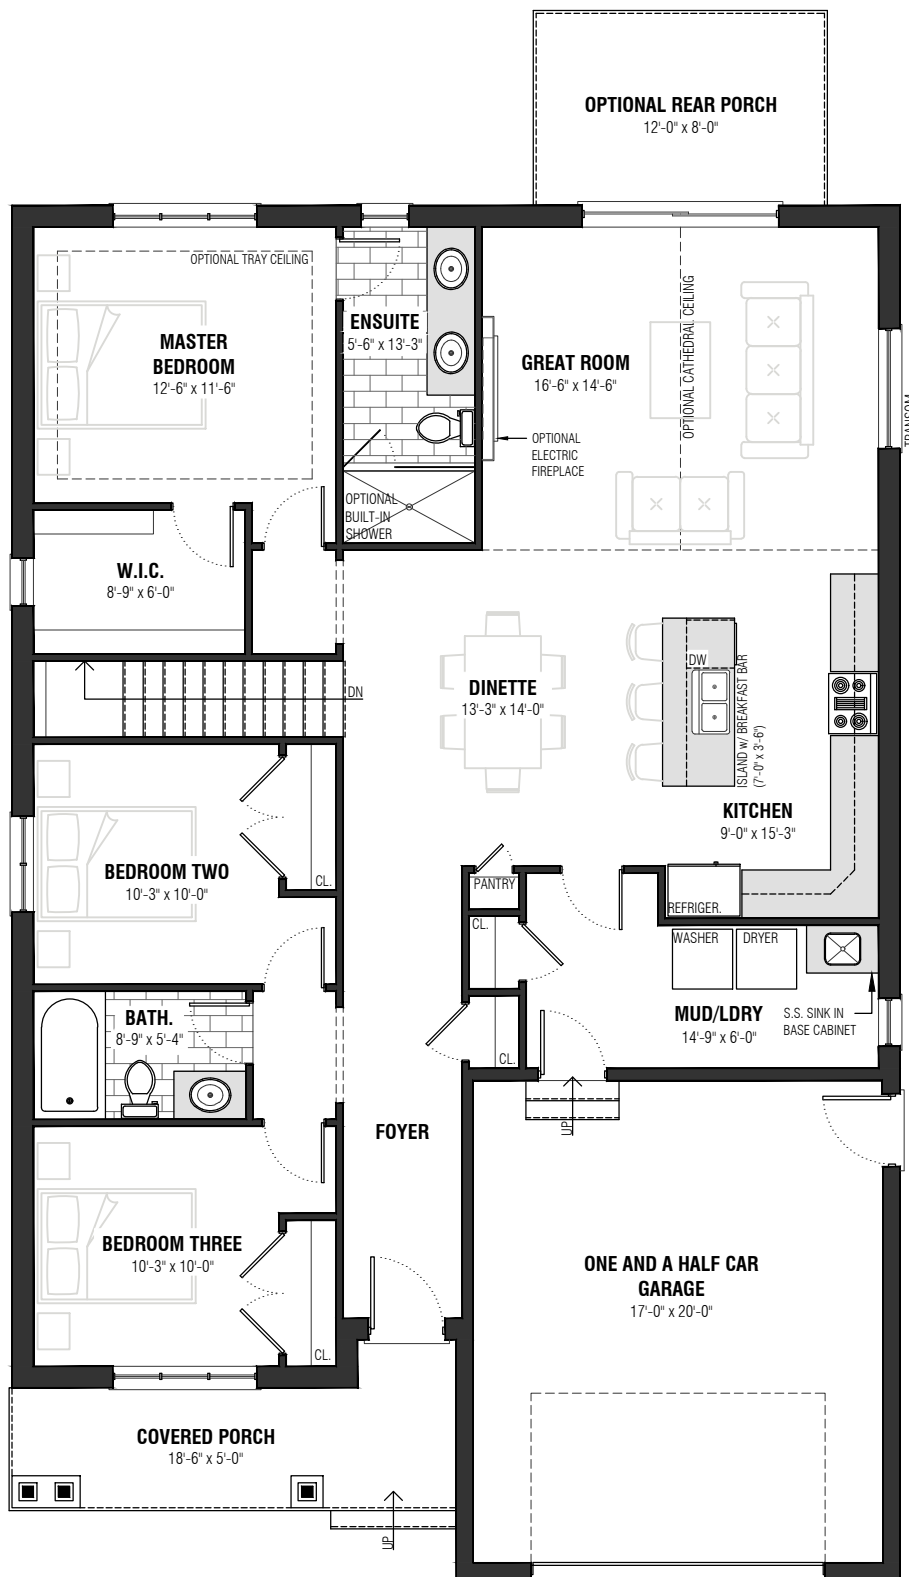 OPTIONAL REAR PORCH
12'-0" x 8'-0"
OPTIONAL TRAY CEILING
MASTER
BEDROOM
12'-6" x 11'-6"
ENSUITE
5'-6" x 13'-3"
GREAT ROOM
16'-6" x 14'-6"
OPTIONAL CATHEDRAL CEILING
TRANSOM
OPTIONAL
ELECTRIC
FIREPLACE
OPTIONAL
BUILT-IN
SHOWER
W.I.C.
8'-9" x 6'-0"
DN
DINETTE
13'-3" x 14'-0"
DW
ISLAND w/ BREAKFAST BAR
(7'-0" x 3'-6")
KITCHEN
9'-0" x 15'-3"
BEDROOM TWO
10'-3" x 10'-0"
CL.
PANTRY
REFRIGER.
CL.
WASHER
DRYER
BATH.
8'-9" x 5'-4"
MUD/LDRY
14'-9" x 6'-0"
S.S. SINK IN
BASE CABINET
CL.
UP
FOYER
BEDROOM THREE
10'-3" x 10'-0"
CL.
ONE AND A HALF CAR
GARAGE
17'-0" x 20'-0"
COVERED PORCH
18'-6" x 5'-0"
UP